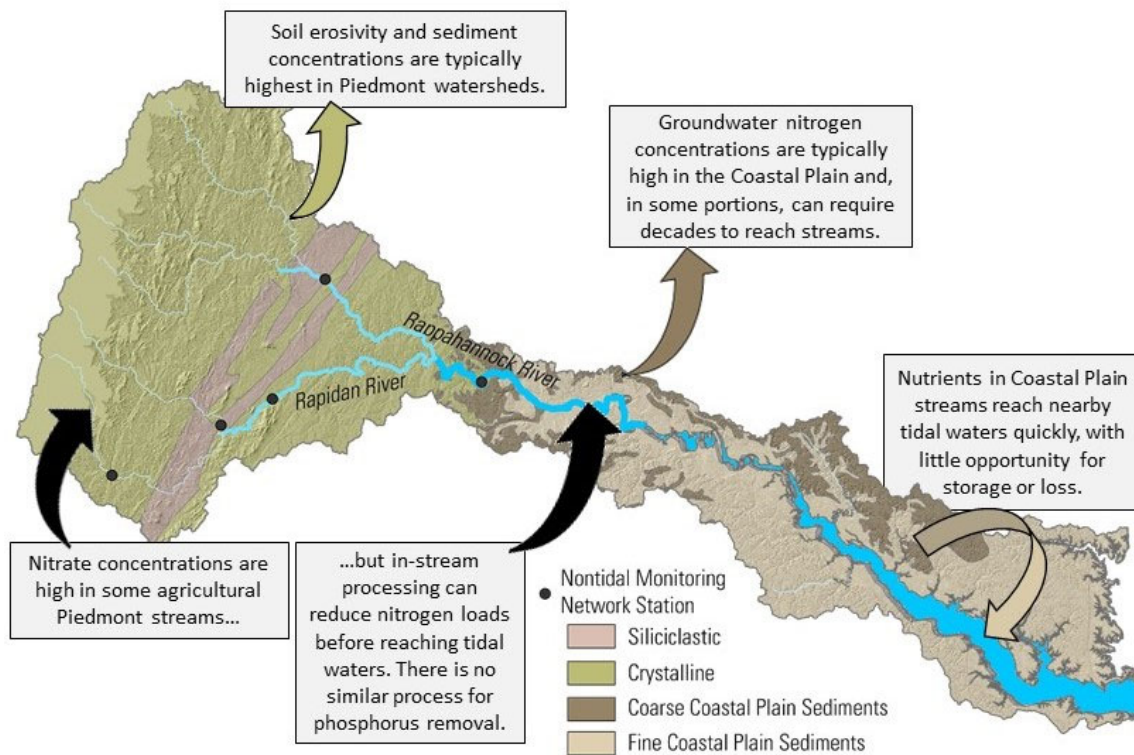 Soil erosivity and sediment
concentrations are typically
highest in Piedmont watersheds.
Groundwater nitrogen
concentrations are typically
high in the Coastal Plain and,
in some portions, can require
decades to reach streams.
Rappahannock River
Rapidan River
Nutrients in Coastal Plain
streams reach nearby
tidal waters quickly, with
little opportunity for
storage or loss.
Nitrate concentrations are
high in some agricultural
Piedmont streams...
...but in-stream
processing can
reduce nitrogen loads
before reaching tidal
waters. There is no
similar process for
phosphorus removal.
Nontidal Monitoring
Network Station
Siliciclastic
Crystalline
Coarse Coastal Plain Sediments
Fine Coastal Plain Sediments